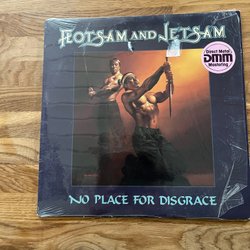 FLOTSAM AND JETSAM
Direct Metal
DMM
Mastering
NO PLACE FOR DISGRACE